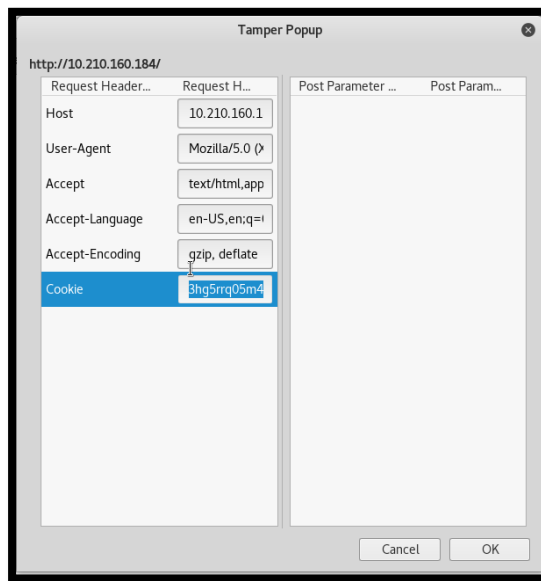 Tamper Popup
http://10.210.160.184/
Request Header... Request H...
Host 10.210.160.1
User-Agent Mozilla/5.0 (X
Accept text/html,app
Accept-Language en-US,en;q=
Accept-Encoding gzip, deflate
Cookie 3hg5rrq05m4
Post Parameter ... Post Param...
Cancel OK